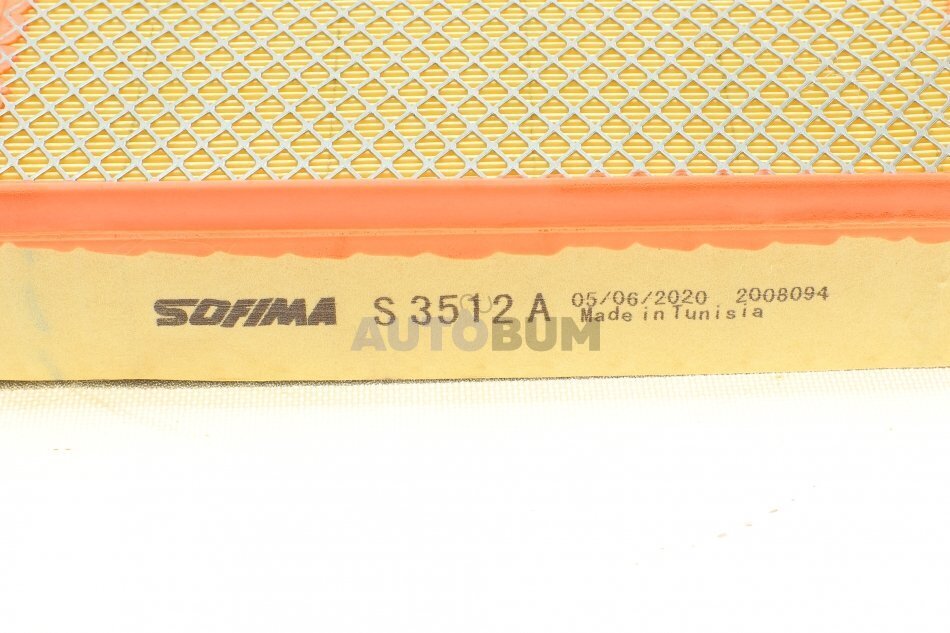 SOFIMA S 3512 A 05/06/2020 2008094
Made in Tunisia
AUTOBUM